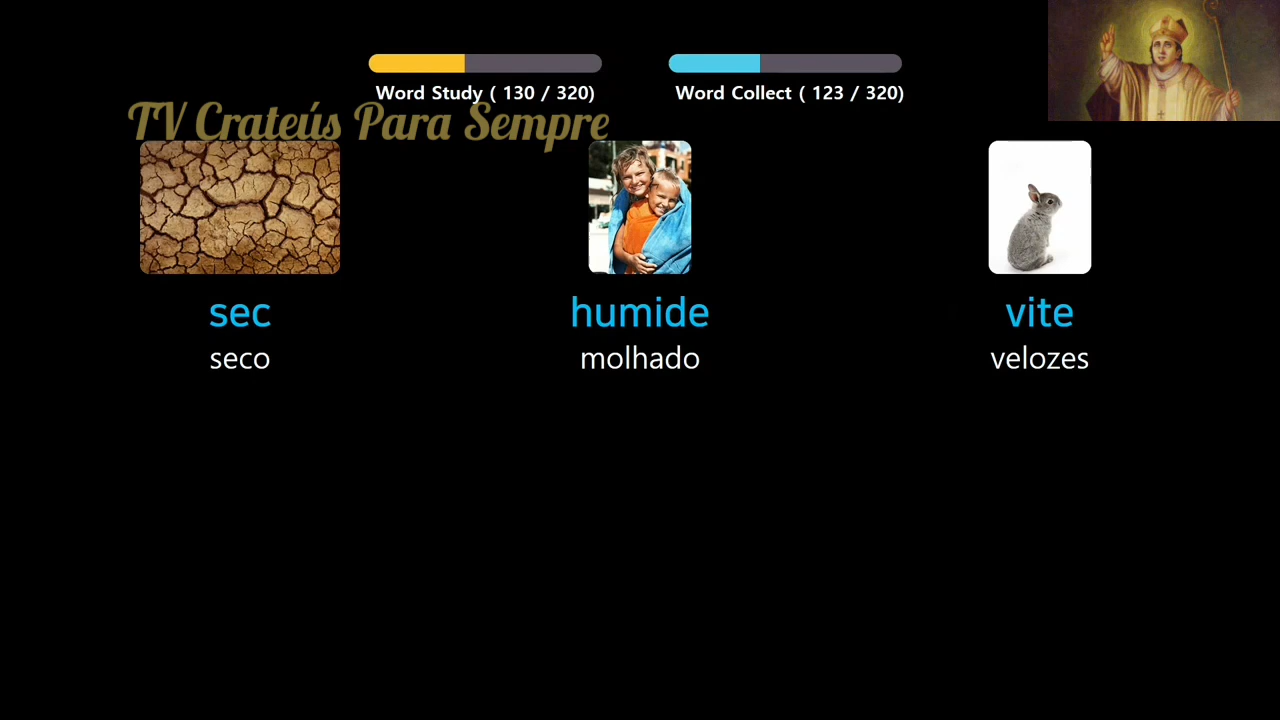 Word Study ( 130 / 320)
Word Collect ( 123 / 320)
TV Crateús Para Sempre
sec
humide
vite
seco
molhado
velozes